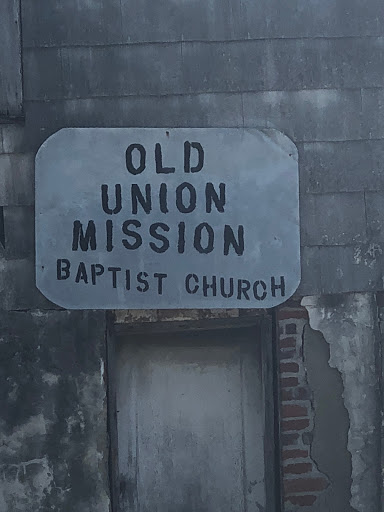 OLD
UNION
MISSION
BAPTIST CHURCH